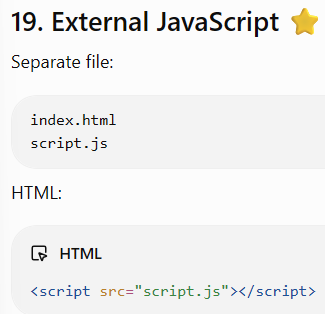 19. External JavaScript ⭐
Separate file:
index.html
script.js
HTML:
HTML
<script src="script.js"></script>